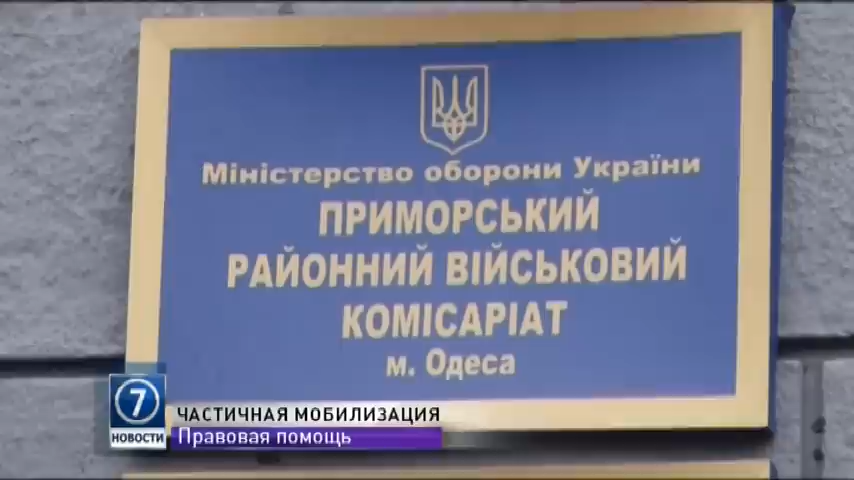 Міністерство оборони України
ПРИМОРСЬКИЙ
РАЙОННИЙ ВІЙСЬКОВИЙ
КОМІСАРІАТ
м. Одеса
7
НОВОСТИ
ЧАСТИЧНАЯ МОБИЛИЗАЦИЯ
Правовая помощь